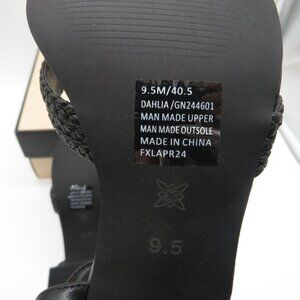 9.5M/40.5
DAHLIA /GN244601
MAN MADE UPPER
MAN MADE OUTSOLE
MADE IN CHINA
FXLAPR24
9.5